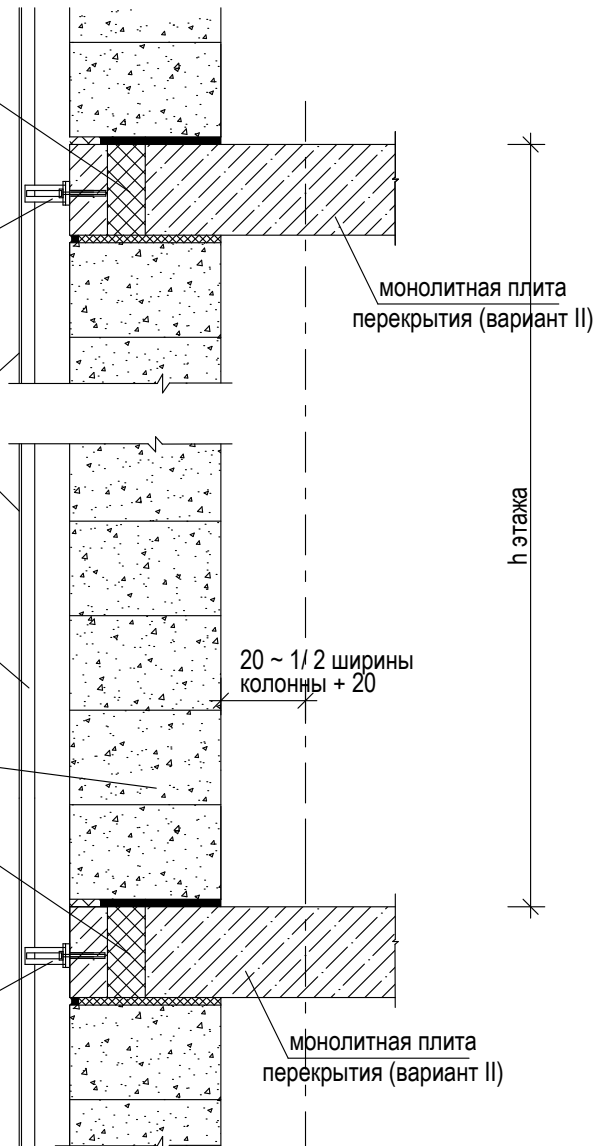 монолитная плита
перекрытия (вариант II)
h этажа
20 ~ 1/ 2 ширины
колонны + 20
монолитная плита
перекрытия (вариант II)